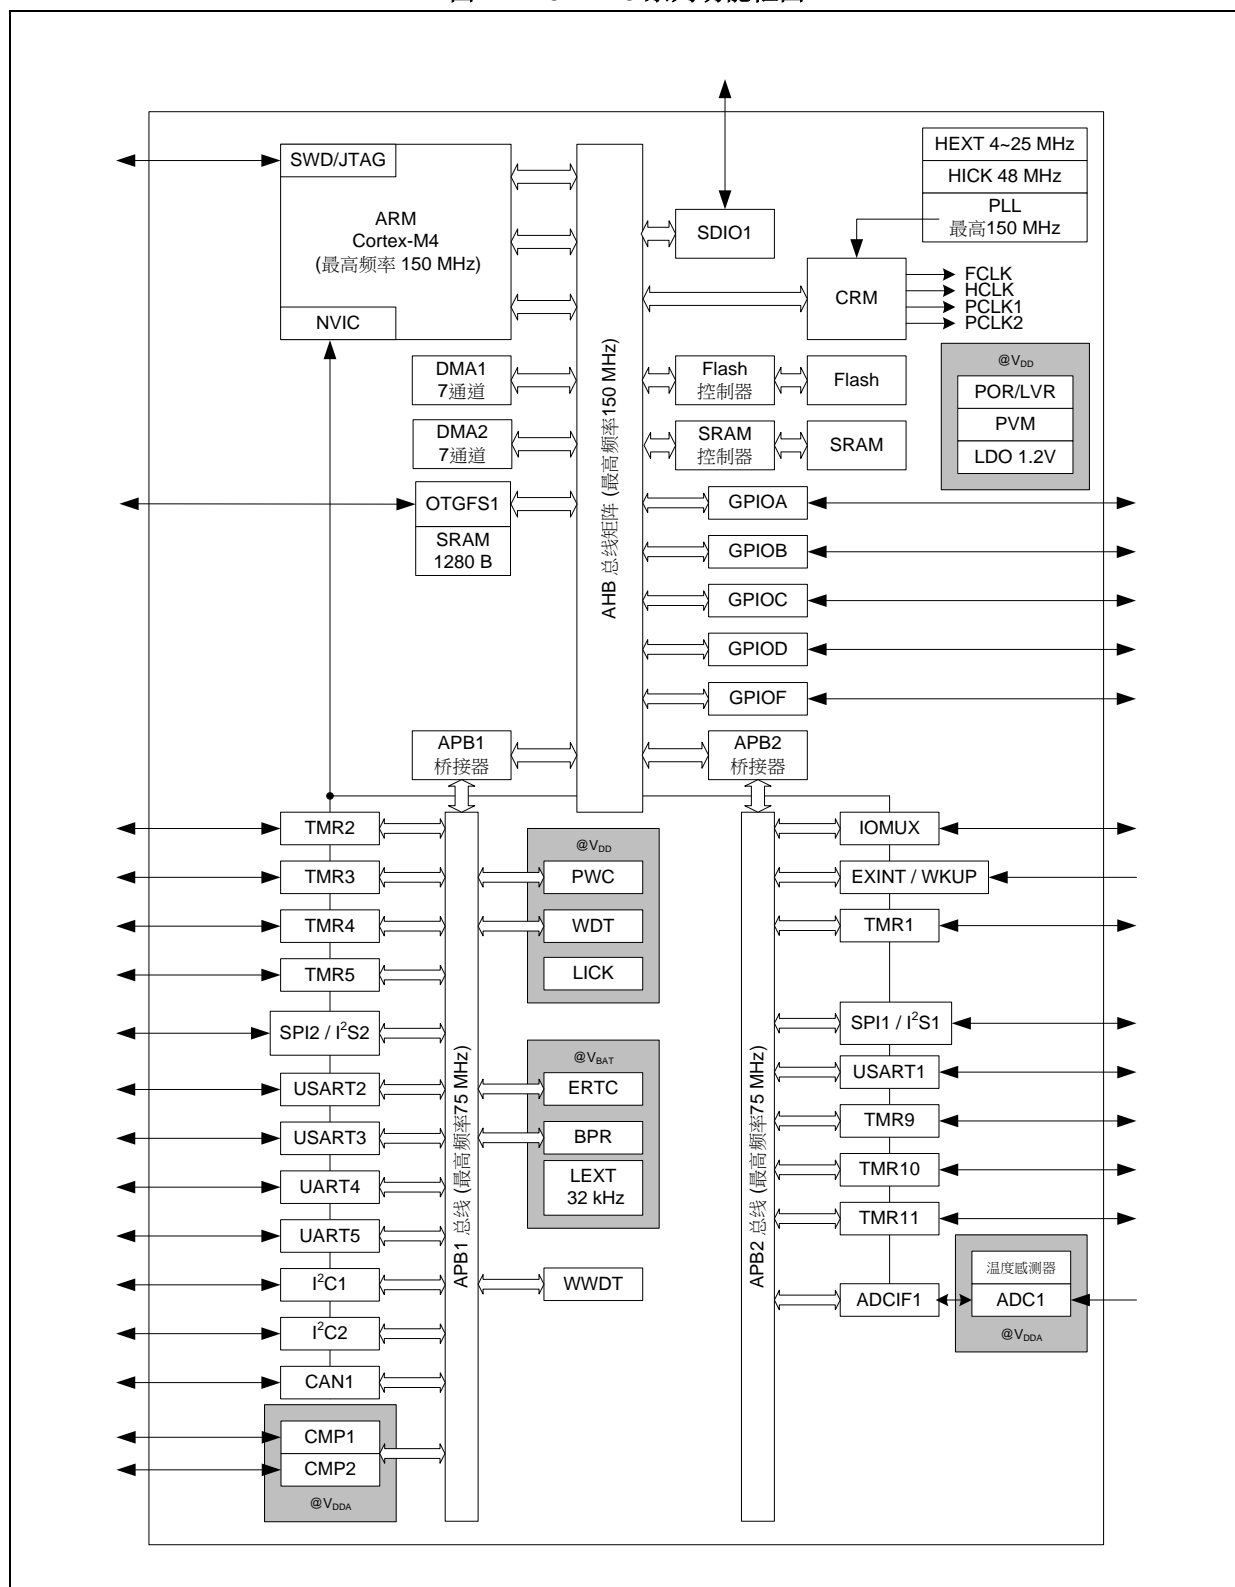 SWD/JTAG
ARM
Cortex-M4
(最高频率 150 MHz)
NVIC
HEXT 4~25 MHz
HICK 48 MHz
PLL
最高150 MHz
SDIO1
CRM
FCLK
HCLK
PCLK1
PCLK2
@VDD
POR/LVR
PVM
LDO 1.2V
DMA1
7通道
DMA2
7通道
OTGFS1
SRAM
1280 B
AHB 总线矩阵 (最高频率150 MHz)
Flash
控制器
Flash
SRAM
控制器
SRAM
GPIOA
GPIOB
GPIOC
GPIOD
GPIOF
APB1
桥接器
APB2
桥接器
TMR2
TMR3
TMR4
TMR5
SPI2 / I²S2
USART2
USART3
UART4
UART5
I²C1
I²C2
CAN1
CMP1
CMP2
@VDDA
APB1 总线 (最高频率75 MHz)
@VDD
PWC
WDT
LICK
@VBAT
ERTC
BPR
LEXT
32 kHz
WWDT
APB2 总线 (最高频率75 MHz)
IOMUX
EXINT / WKUP
TMR1
SPI1 / I²S1
USART1
TMR9
TMR10
TMR11
ADCIF1
温度感测器
ADC1
@VDDA